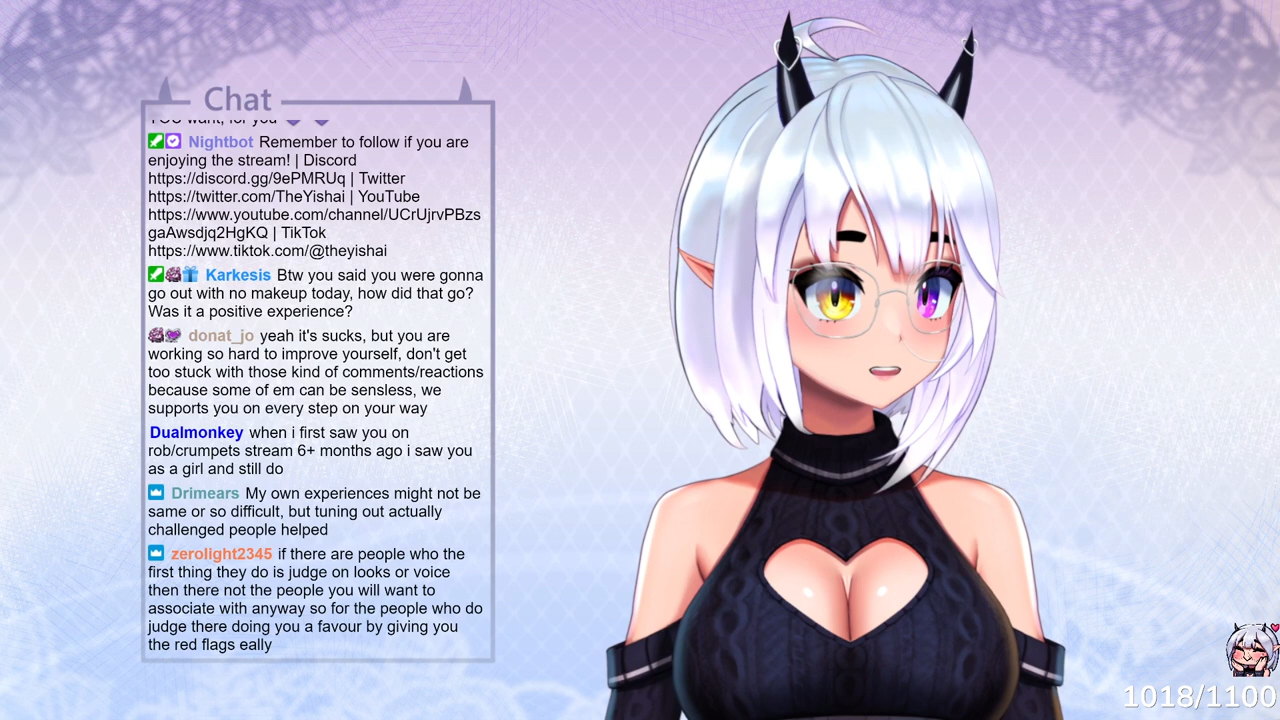 Chat
you want, for you
Nightbot Remember to follow if you are
enjoying the stream! | Discord
https://discord.gg/9ePMRUq | Twitter
https://twitter.com/TheYishai | YouTube
https://www.youtube.com/channel/UCrUjrvPBzs
gaAwsdjq2HgKQ | TikTok
https://www.tiktok.com/@theyishai
Karkesis Btw you said you were gonna
go out with no makeup today, how did that go?
Was it a positive experience?
donat_jo yeah it's sucks, but you are
working so hard to improve yourself, don't get
too stuck with those kind of comments/reactions
because some of em can be sensless, we
supports you on every step on your way
Dualmonkey when i first saw you on
rob/crumpets stream 6+ months ago i saw you
as a girl and still do
Drimears My own experiences might not be
same or so difficult, but tuning out actually
challenged people helped
zerolight2345 if there are people who the
first thing they do is judge on looks or voice
then there not the people you will want to
associate with anyway so for the people who do
judge there doing you a favour by giving you
the red flags eally
1018/1100